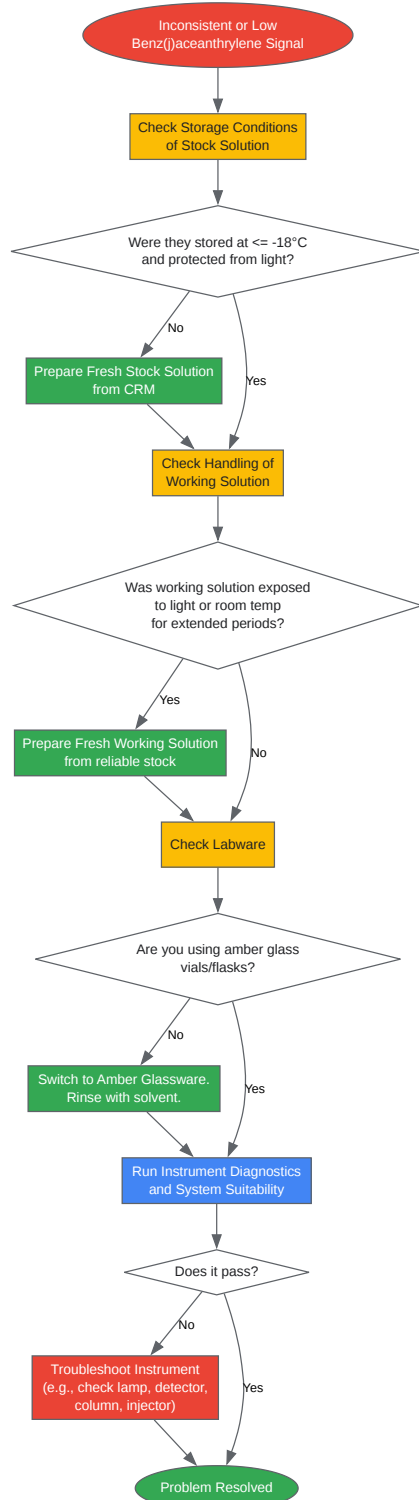 Inconsistent or Low
Benz(j)aceanthrylene Signal
Check Storage Conditions
of Stock Solution
Were they stored at <= -18°C
and protected from light?
No
Yes
Prepare Fresh Stock Solution
from CRM
Check Handling of
Working Solution
Was working solution exposed
to light or room temp
for extended periods?
Yes
No
Prepare Fresh Working Solution
from reliable stock
Check Labware
Are you using amber glass
vials/flasks?
No
Yes
Switch to Amber Glassware.
Rinse with solvent.
Run Instrument Diagnostics
and System Suitability
Does it pass?
No
Yes
Troubleshoot Instrument
(e.g., check lamp, detector,
column, injector)
Problem Resolved